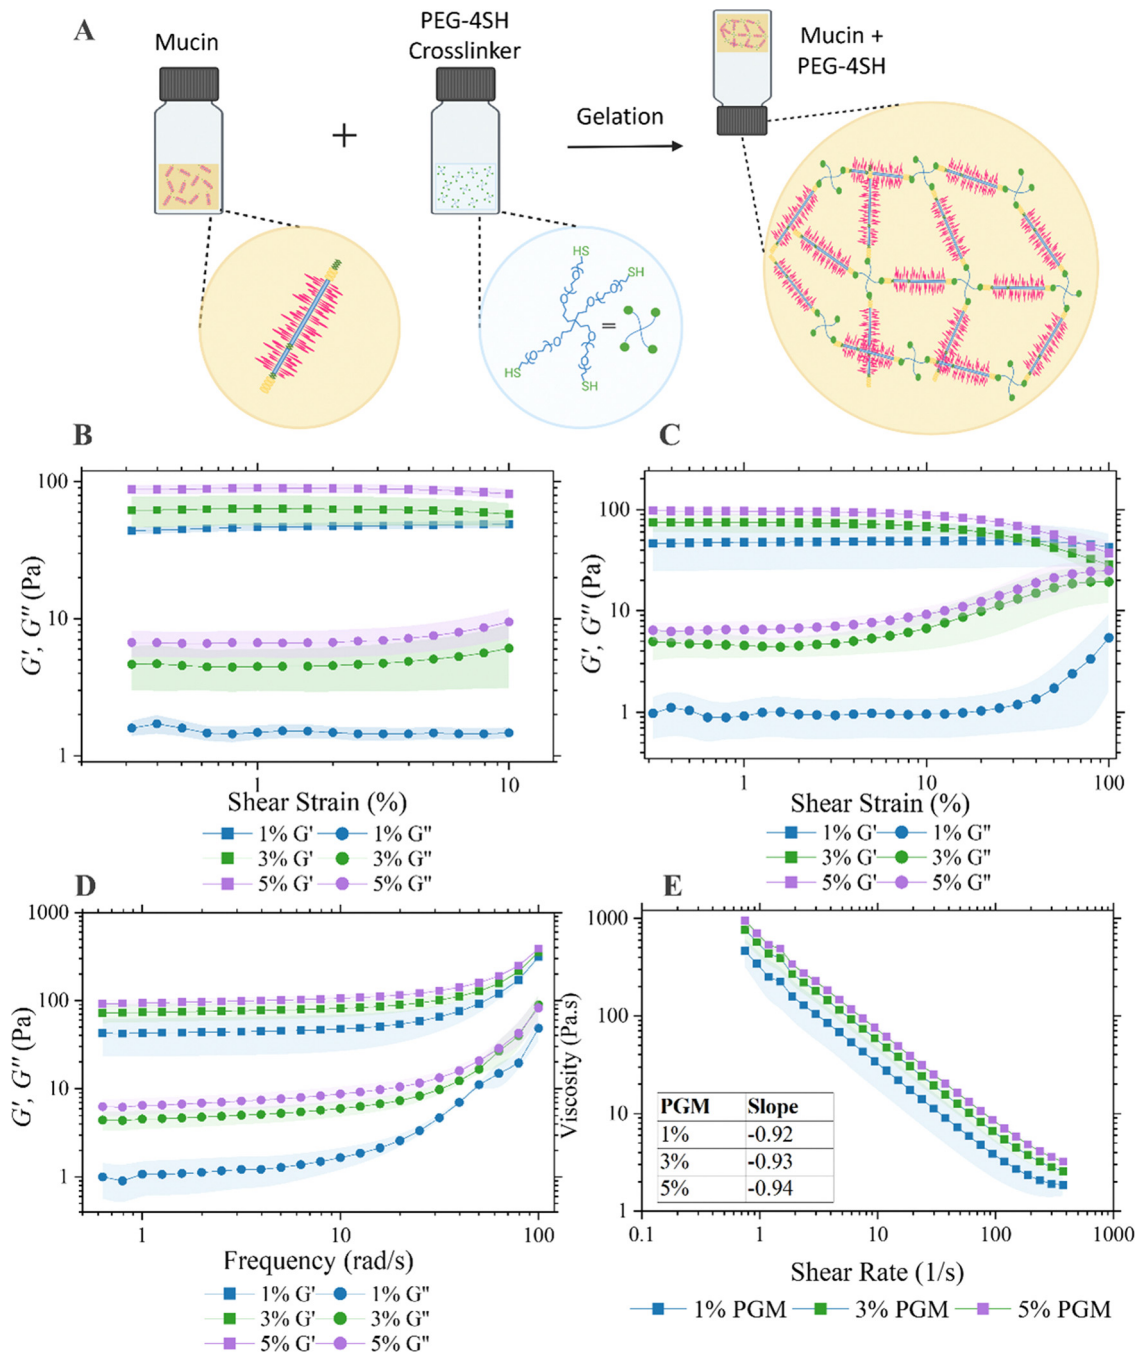 A
Mucin
+
PEG-4SH
Crosslinker
Gelation
Mucin +
PEG-4SH
HS
SH
=
HS
SH
B
G', G'' (Pa)
100
10
1
1
10
Shear Strain (%)
1% G' 1% G''
3% G' 3% G''
5% G' 5% G''
C
G', G'' (Pa)
100
10
1
1
10
100
Shear Strain (%)
1% G' 1% G''
3% G' 3% G''
5% G' 5% G''
D
G', G'' (Pa)
1000
100
10
1
1
10
100
Frequency (rad/s)
1% G' 1% G''
3% G' 3% G''
5% G' 5% G''
E
Viscosity (Pa.s)
1000
100
10
1
PGM Slope
1% -0.92
3% -0.93
5% -0.94
0.1
1
10
100
1000
Shear Rate (1/s)
1% PGM 3% PGM 5% PGM